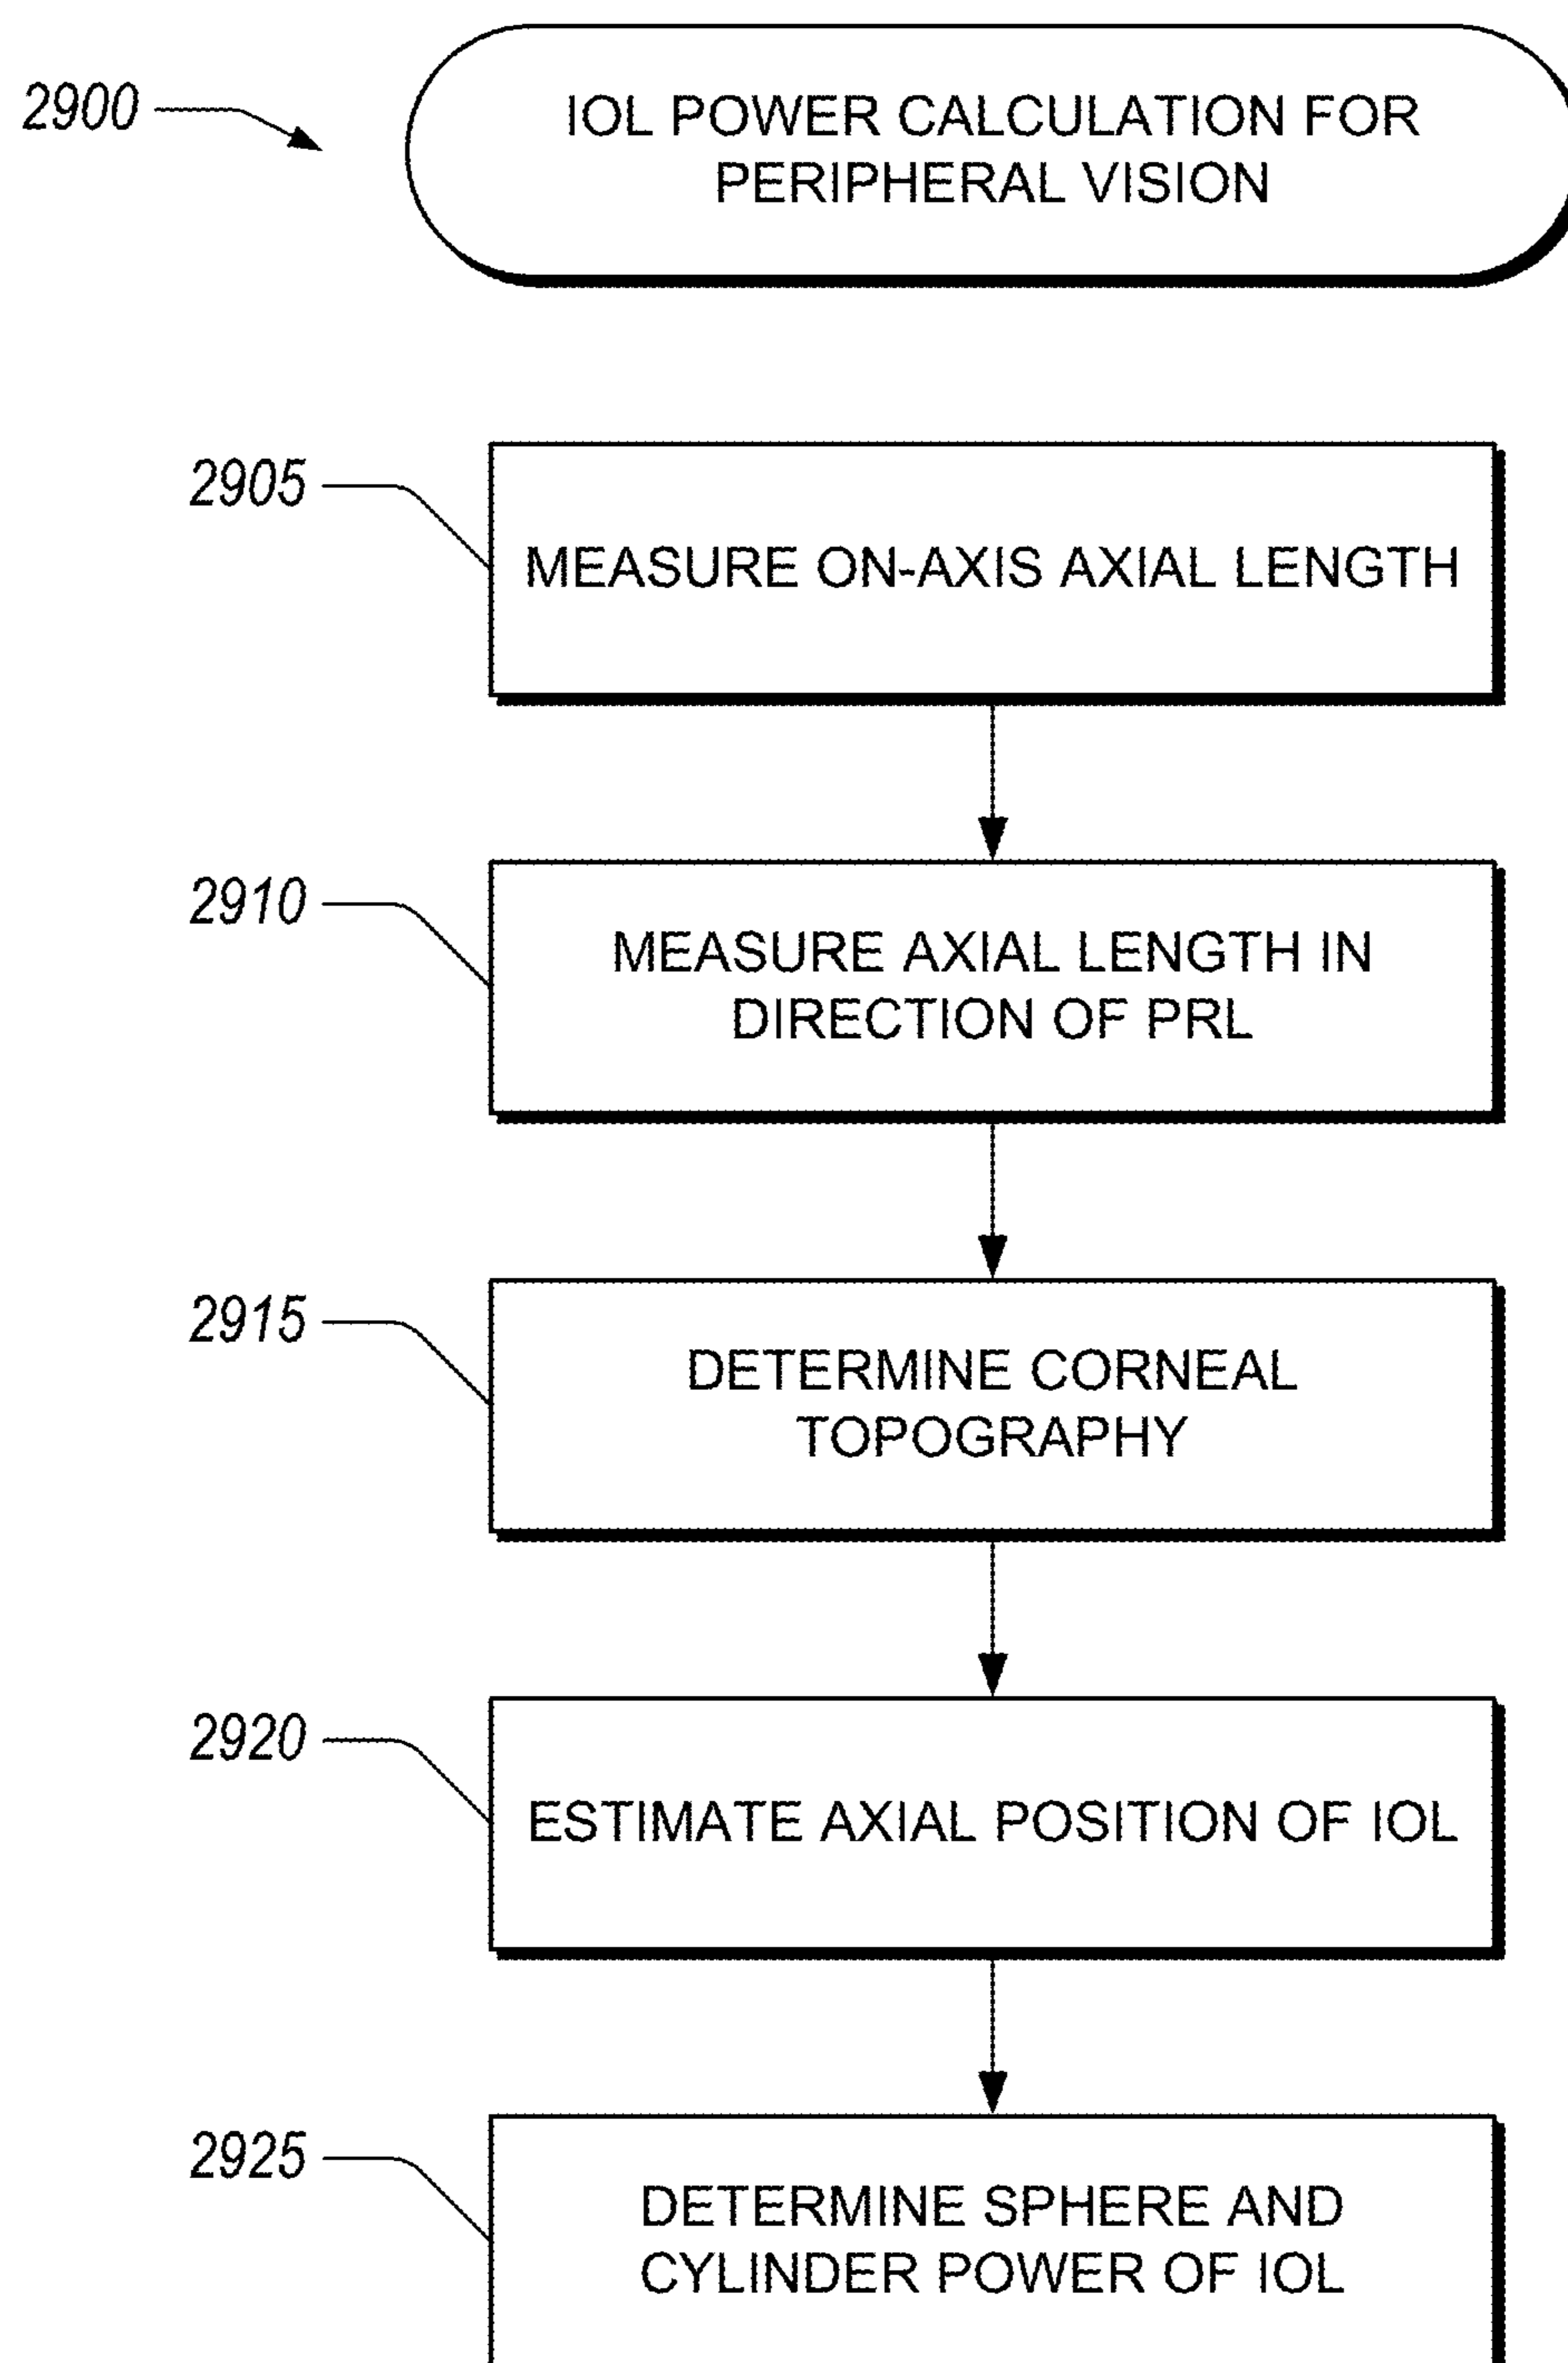 2900
IOL POWER CALCULATION FOR
PERIPHERAL VISION
2905
MEASURE ON-AXIS AXIAL LENGTH
2910
MEASURE AXIAL LENGTH IN
DIRECTION OF PRL
2915
DETERMINE CORNEAL
TOPOGRAPHY
2920
ESTIMATE AXIAL POSITION OF IOL
2925
DETERMINE SPHERE AND
CYLINDER POWER OF IOL